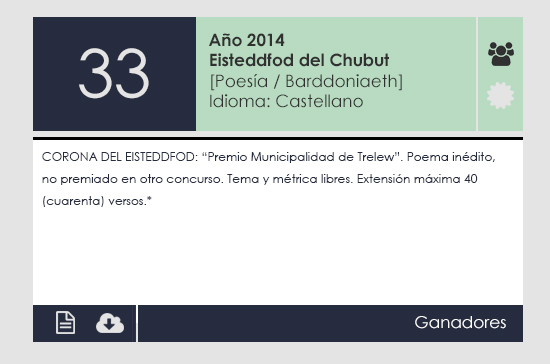 33
Año 2014
Eisteddfod del Chubut
[Poesía / Barddoniaeth]
Idioma: Castellano
CORONA DEL EISTEDDFOD: “Premio Municipalidad de Trelew”. Poema inédito,
no premiado en otro concurso. Tema y métrica libres. Extensión máxima 40
(cuarenta) versos.*
Ganadores